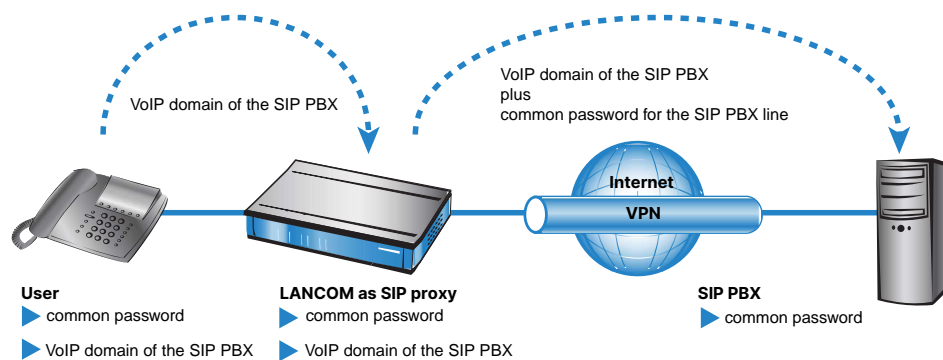 VoIP domain of the SIP PBX
VoIP domain of the SIP PBX
plus
common password for the SIP PBX line
Internet
VPN
User
common password
VoIP domain of the SIP PBX
LANCOM as SIP proxy
common password
VoIP domain of the SIP PBX
SIP PBX
common password